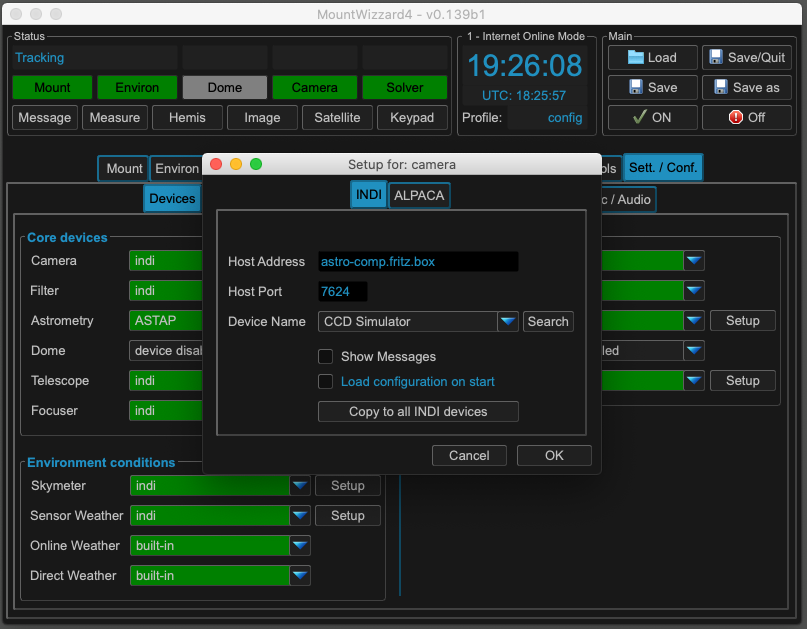 MountWizzard4 - v0.139b1
Status
Tracking
Mount Environ Dome Camera Solver
Message Measure Hemis Image Satellite Keypad
1 - Internet Online Mode
19:26:08
UTC: 18:25:57
Profile: config
Main
Load Save/Quit
Save Save as
ON Off
Mount Environ Sett. / Conf.
Devices / Audio
Setup for: camera
INDI ALPACA
Host Address astro-comp.fritz.box
Host Port 7624
Device Name CCD Simulator Search
Show Messages
Load configuration on start
Copy to all INDI devices
Cancel OK
Core devices
Camera indi
Filter indi
Astrometry ASTAP Setup
Dome device
Telescope indi Setup
Focuser indi
Environment conditions
Skymeter indi Setup
Sensor Weather indi Setup
Online Weather built-in
Direct Weather built-in